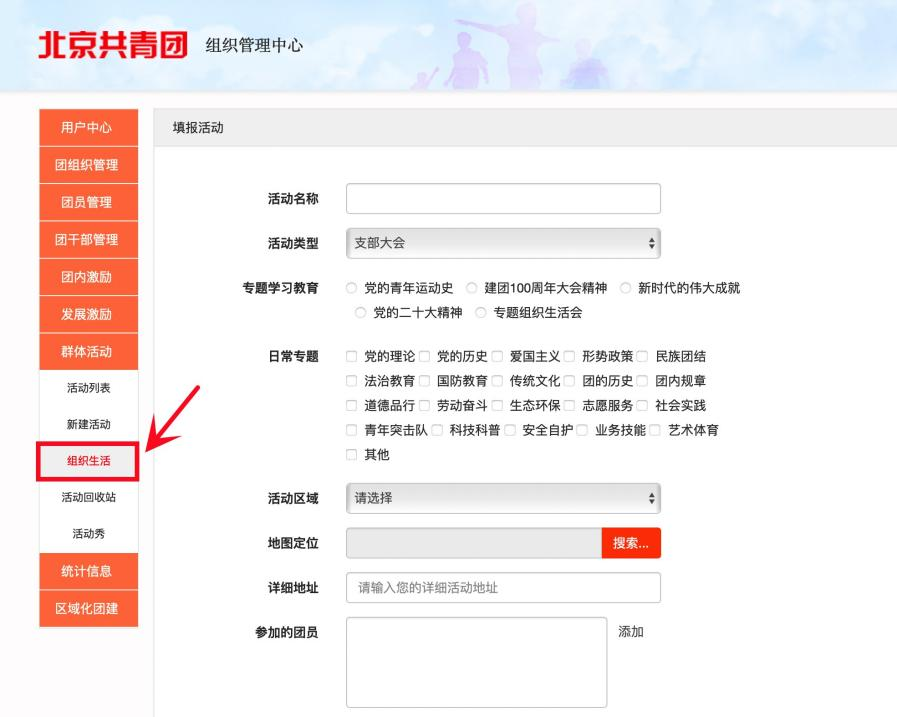 北京共青团 组织管理中心
用户中心
团组织管理
团员管理
团干部管理
团内激励
发展激励
群体活动
活动列表
新建活动
组织生活
活动回收站
活动秀
统计信息
区域化团建
填报活动
活动名称
活动类型 支部大会
专题学习教育 党的青年运动史 建团100周年大会精神 新时代的伟大成就
党的二十大精神 专题组织生活会
日常专题 党的理论 党的历史 爱国主义 形势政策 民族团结
法治教育 国防教育 传统文化 团的历史 团内规章
道德品行 劳动奋斗 生态环保 志愿服务 社会实践
青年突击队 科技科普 安全自护 业务技能 艺术体育
其他
活动区域 请选择
地图定位 搜索...
详细地址 请输入您的详细活动地址
参加的团员 添加